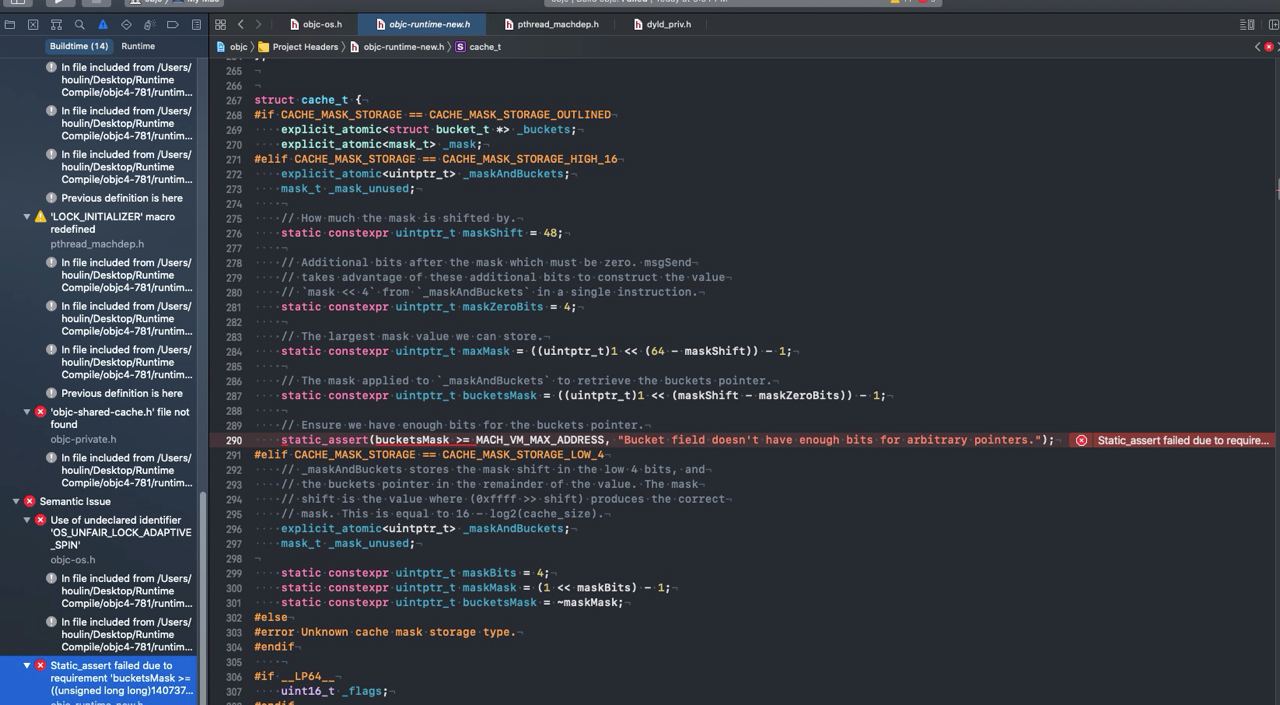 objc-os.h
objc-runtime-new.h
pthread_machdep.h
dyld_priv.h
Buildtime (14)
Runtime
objc
Project Headers
objc-runtime-new.h
S
cache_t
In file included from /Users/
houlin/Desktop/Runtime
Compile/objc4-781/runtim...
In file included from /Users/
houlin/Desktop/Runtime
Compile/objc4-781/runtim...
In file included from /Users/
houlin/Desktop/Runtime
Compile/objc4-781/runtim...
Previous definition is here
'LOCK_INITIALIZER' macro
redefined
pthread_machdep.h
In file included from /Users/
houlin/Desktop/Runtime
Compile/objc4-781/runtim...
In file included from /Users/
houlin/Desktop/Runtime
Compile/objc4-781/runtim...
In file included from /Users/
houlin/Desktop/Runtime
Compile/objc4-781/runtim...
Previous definition is here
'objc-shared-cache.h' file not
found
objc-private.h
In file included from /Users/
houlin/Desktop/Runtime
Compile/objc4-781/runtim...
Semantic Issue
Use of undeclared identifier
'OS_UNFAIR_LOCK_ADAPTIVE
_SPIN'
objc-os.h
In file included from /Users/
houlin/Desktop/Runtime
Compile/objc4-781/runtim...
In file included from /Users/
houlin/Desktop/Runtime
Compile/objc4-781/runtim...
Static_assert failed due to
requirement 'bucketsMask >=
((unsigned long long)140737...
265
266
267 struct cache_t {
268 #if CACHE_MASK_STORAGE == CACHE_MASK_STORAGE_OUTLINED
269 explicit_atomic<struct bucket_t *> _buckets;
270 explicit_atomic<mask_t> _mask;
271 #elif CACHE_MASK_STORAGE == CACHE_MASK_STORAGE_HIGH_16
272 explicit_atomic<uintptr_t> _maskAndBuckets;
273 mask_t _mask_unused;
274
275 // How much the mask is shifted by.
276 static constexpr uintptr_t maskShift = 48;
277
278 // Additional bits after the mask which must be zero. msgSend
279 // takes advantage of these additional bits to construct the value
280 // `mask << 4` from `_maskAndBuckets` in a single instruction.
281 static constexpr uintptr_t maskZeroBits = 4;
282
283 // The largest mask value we can store.
284 static constexpr uintptr_t maxMask = ((uintptr_t)1 << (64 - maskShift)) - 1;
285
286 // The mask applied to `_maskAndBuckets` to retrieve the buckets pointer.
287 static constexpr uintptr_t bucketsMask = ((uintptr_t)1 << (maskShift - maskZeroBits)) - 1;
288
289 // Ensure we have enough bits for the buckets pointer.
290 static_assert(bucketsMask >= MACH_VM_MAX_ADDRESS, "Bucket field doesn't have enough bits for arbitrary pointers."); Static_assert failed due to require...
291 #elif CACHE_MASK_STORAGE == CACHE_MASK_STORAGE_LOW_4
292 // _maskAndBuckets stores the mask shift in the low 4 bits, and
293 // the buckets pointer in the remainder of the value. The mask
294 // shift is the value where (0xffff >> shift) produces the correct
295 // mask. This is equal to 16 - log2(cache_size).
296 explicit_atomic<uintptr_t> _maskAndBuckets;
297 mask_t _mask_unused;
298
299 static constexpr uintptr_t maskBits = 4;
300 static constexpr uintptr_t maskMask = (1 << maskBits) - 1;
301 static constexpr uintptr_t bucketsMask = ~maskMask;
302 #else
303 #error Unknown cache mask storage type.
304 #endif
305
306 #if __LP64__
307 uint16_t _flags;